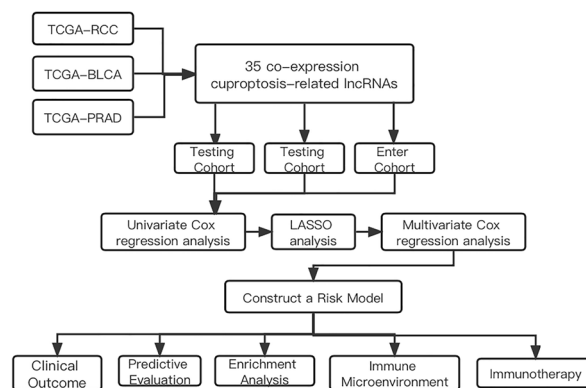 TCGA-RCC
TCGA-BLCA
TCGA-PRAD
35 co-expression
cuproptosis-related lncRNAs
Testing
Cohort
Testing
Cohort
Enter
Cohort
Univariate Cox
regression analysis
LASSO
analysis
Multivariate Cox
regression analysis
Construct a Risk Model
Clinical
Outcome
Predictive
Evaluation
Enrichment
Analysis
Immune
Microenvironment
Immunotherapy